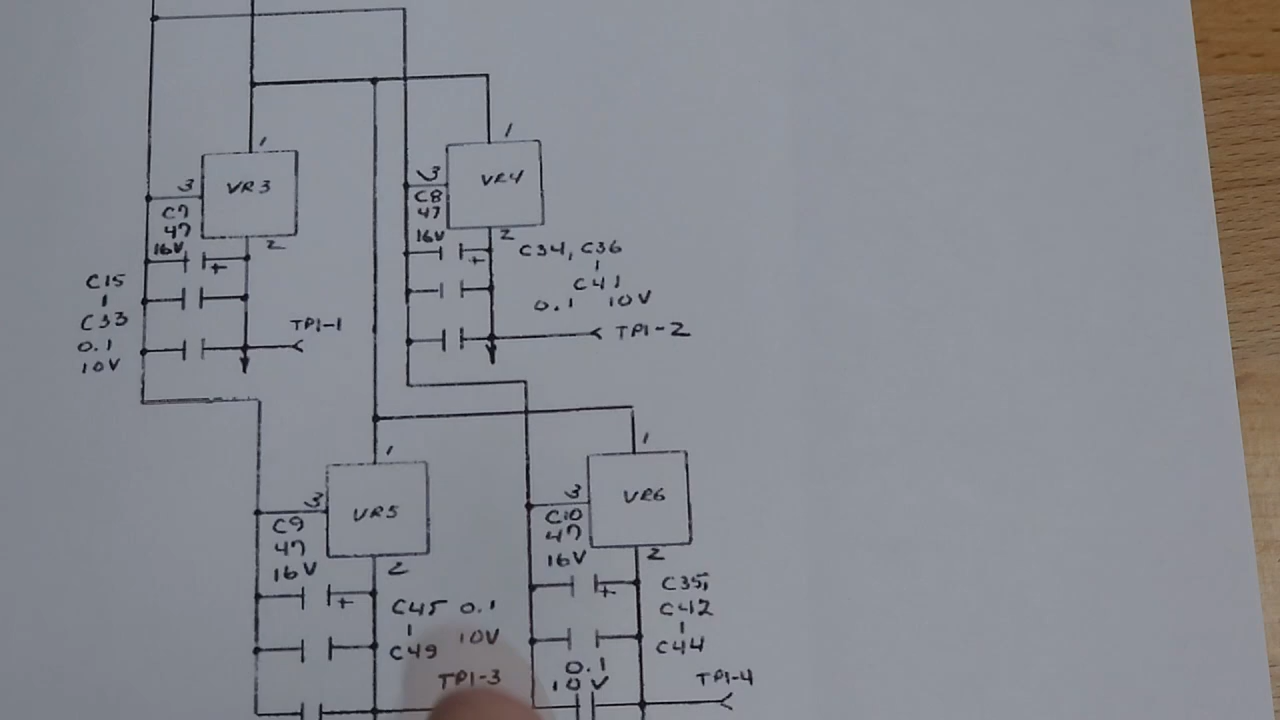 1
VR3
3
C7
47
16V
2
+
C15
C33
0.1
10V
TP1-1
1
VR4
3
C8
47
16V
2
+
C34, C36
C41
0.1 10V
TP1-2
1
VR5
3
C9
47
16V
2
+
C45 0.1
10V
C49
TP1-3
1
VR6
3
C10
47
16V
2
+
C35,
C42
C44
0.1
10V
TP1-4